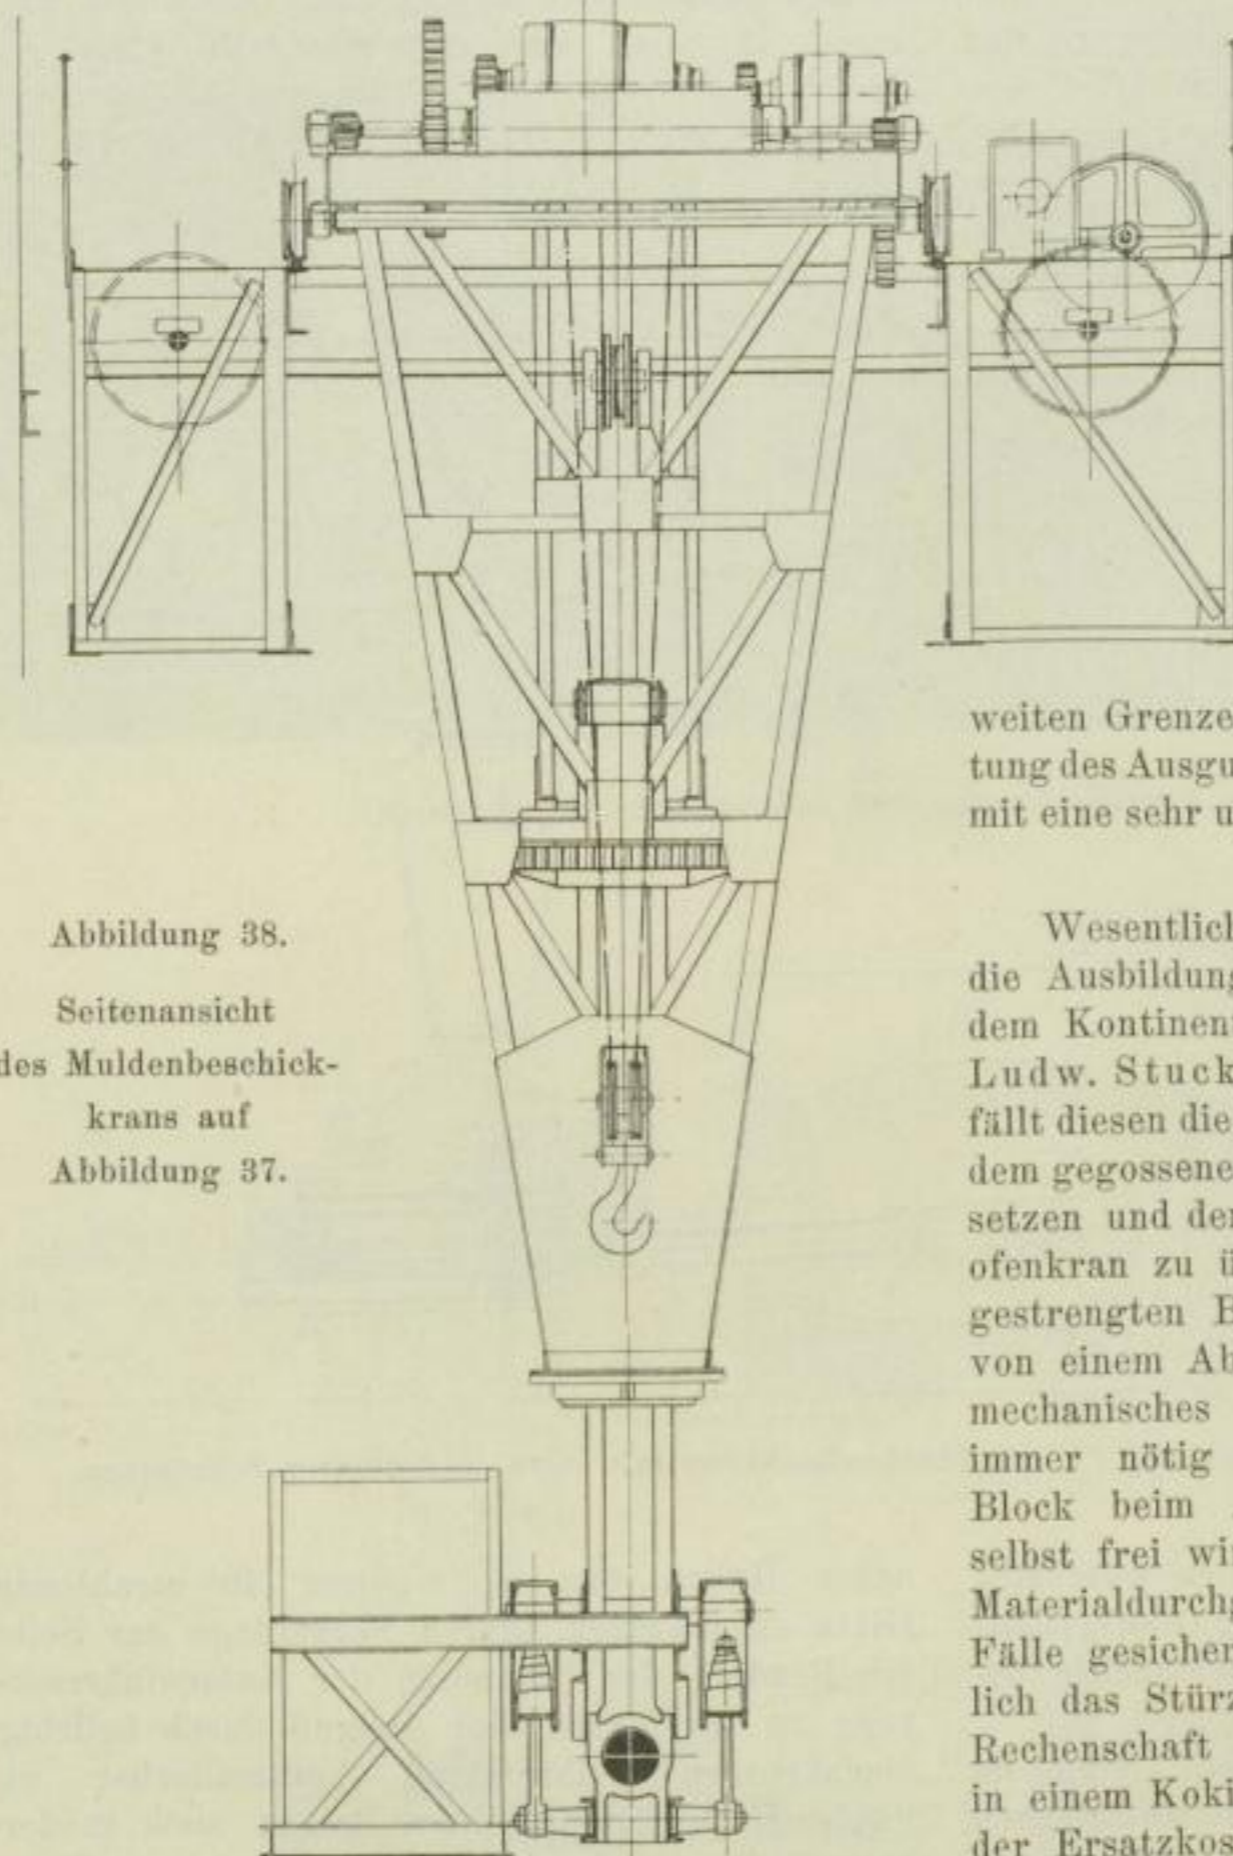 Abbildung 38.
Seitenansicht
des Muldenbeschick-
krans auf
Abbildung 37.
weiten Grenze
tung des Ausgu
mit eine sehr u
Wesentlich
die Ausbildung
dem Kontinent
Ludw. Stuck
fällt diesen die
dem gegossene
setzen und der
ofenkran zu ü
gestrengten B
von einem Ab
mechanisches
immer nötig
Block beim
selbst frei wi
Materialdurchg
Fälle gesicher
lich das Stürz
Rechenschaft
in einem Koki
der Ersatzkos